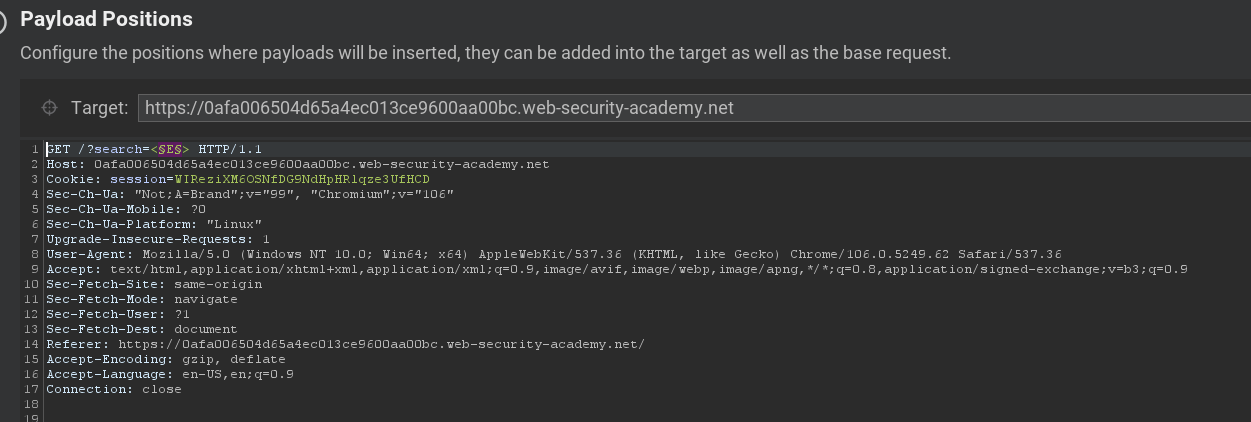 Payload Positions
Configure the positions where payloads will be inserted, they can be added into the target as well as the base request.
Target: https://0afa006504d65a4ec013ce9600aa00bc.web-security-academy.net
1 GET /?search=<§E§> HTTP/1.1
2 Host: 0afa006504d65a4ec013ce9600aa00bc.web-security-academy.net
3 Cookie: session=WIReziXM6OSNfDG9NdHpHRlqze3UfHCD
4 Sec-Ch-Ua: "Not;A=Brand";v="99", "Chromium";v="106"
5 Sec-Ch-Ua-Mobile: ?0
6 Sec-Ch-Ua-Platform: "Linux"
7 Upgrade-Insecure-Requests: 1
8 User-Agent: Mozilla/5.0 (Windows NT 10.0; Win64; x64) AppleWebKit/537.36 (KHTML, like Gecko) Chrome/106.0.5249.62 Safari/537.36
9 Accept: text/html,application/xhtml+xml,application/xml;q=0.9,image/avif,image/webp,image/apng,*/*;q=0.8,application/signed-exchange;v=b3;q=0.9
10 Sec-Fetch-Site: same-origin
11 Sec-Fetch-Mode: navigate
12 Sec-Fetch-User: ?1
13 Sec-Fetch-Dest: document
14 Referer: https://0afa006504d65a4ec013ce9600aa00bc.web-security-academy.net/
15 Accept-Encoding: gzip, deflate
16 Accept-Language: en-US,en;q=0.9
17 Connection: close
18
19